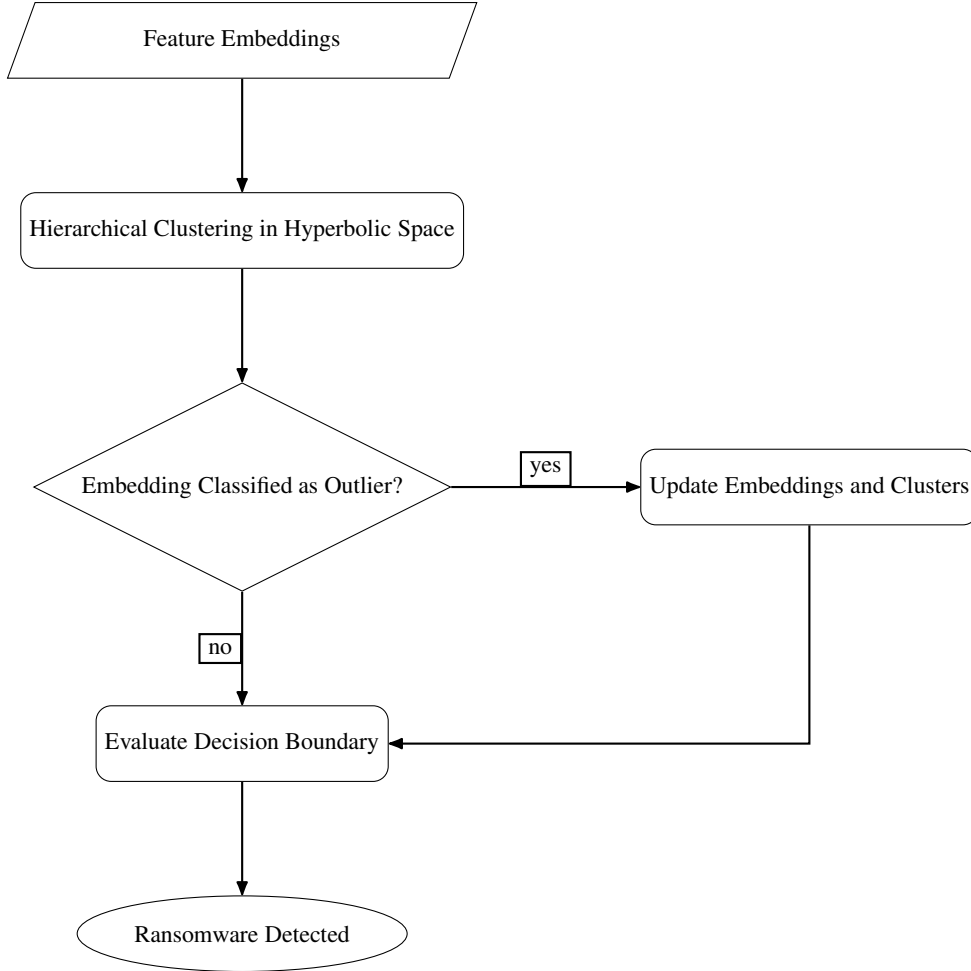 Feature Embeddings
Hierarchical Clustering in Hyperbolic Space
Embedding Classified as Outlier?
yes
Update Embeddings and Clusters
no
Evaluate Decision Boundary
Ransomware Detected